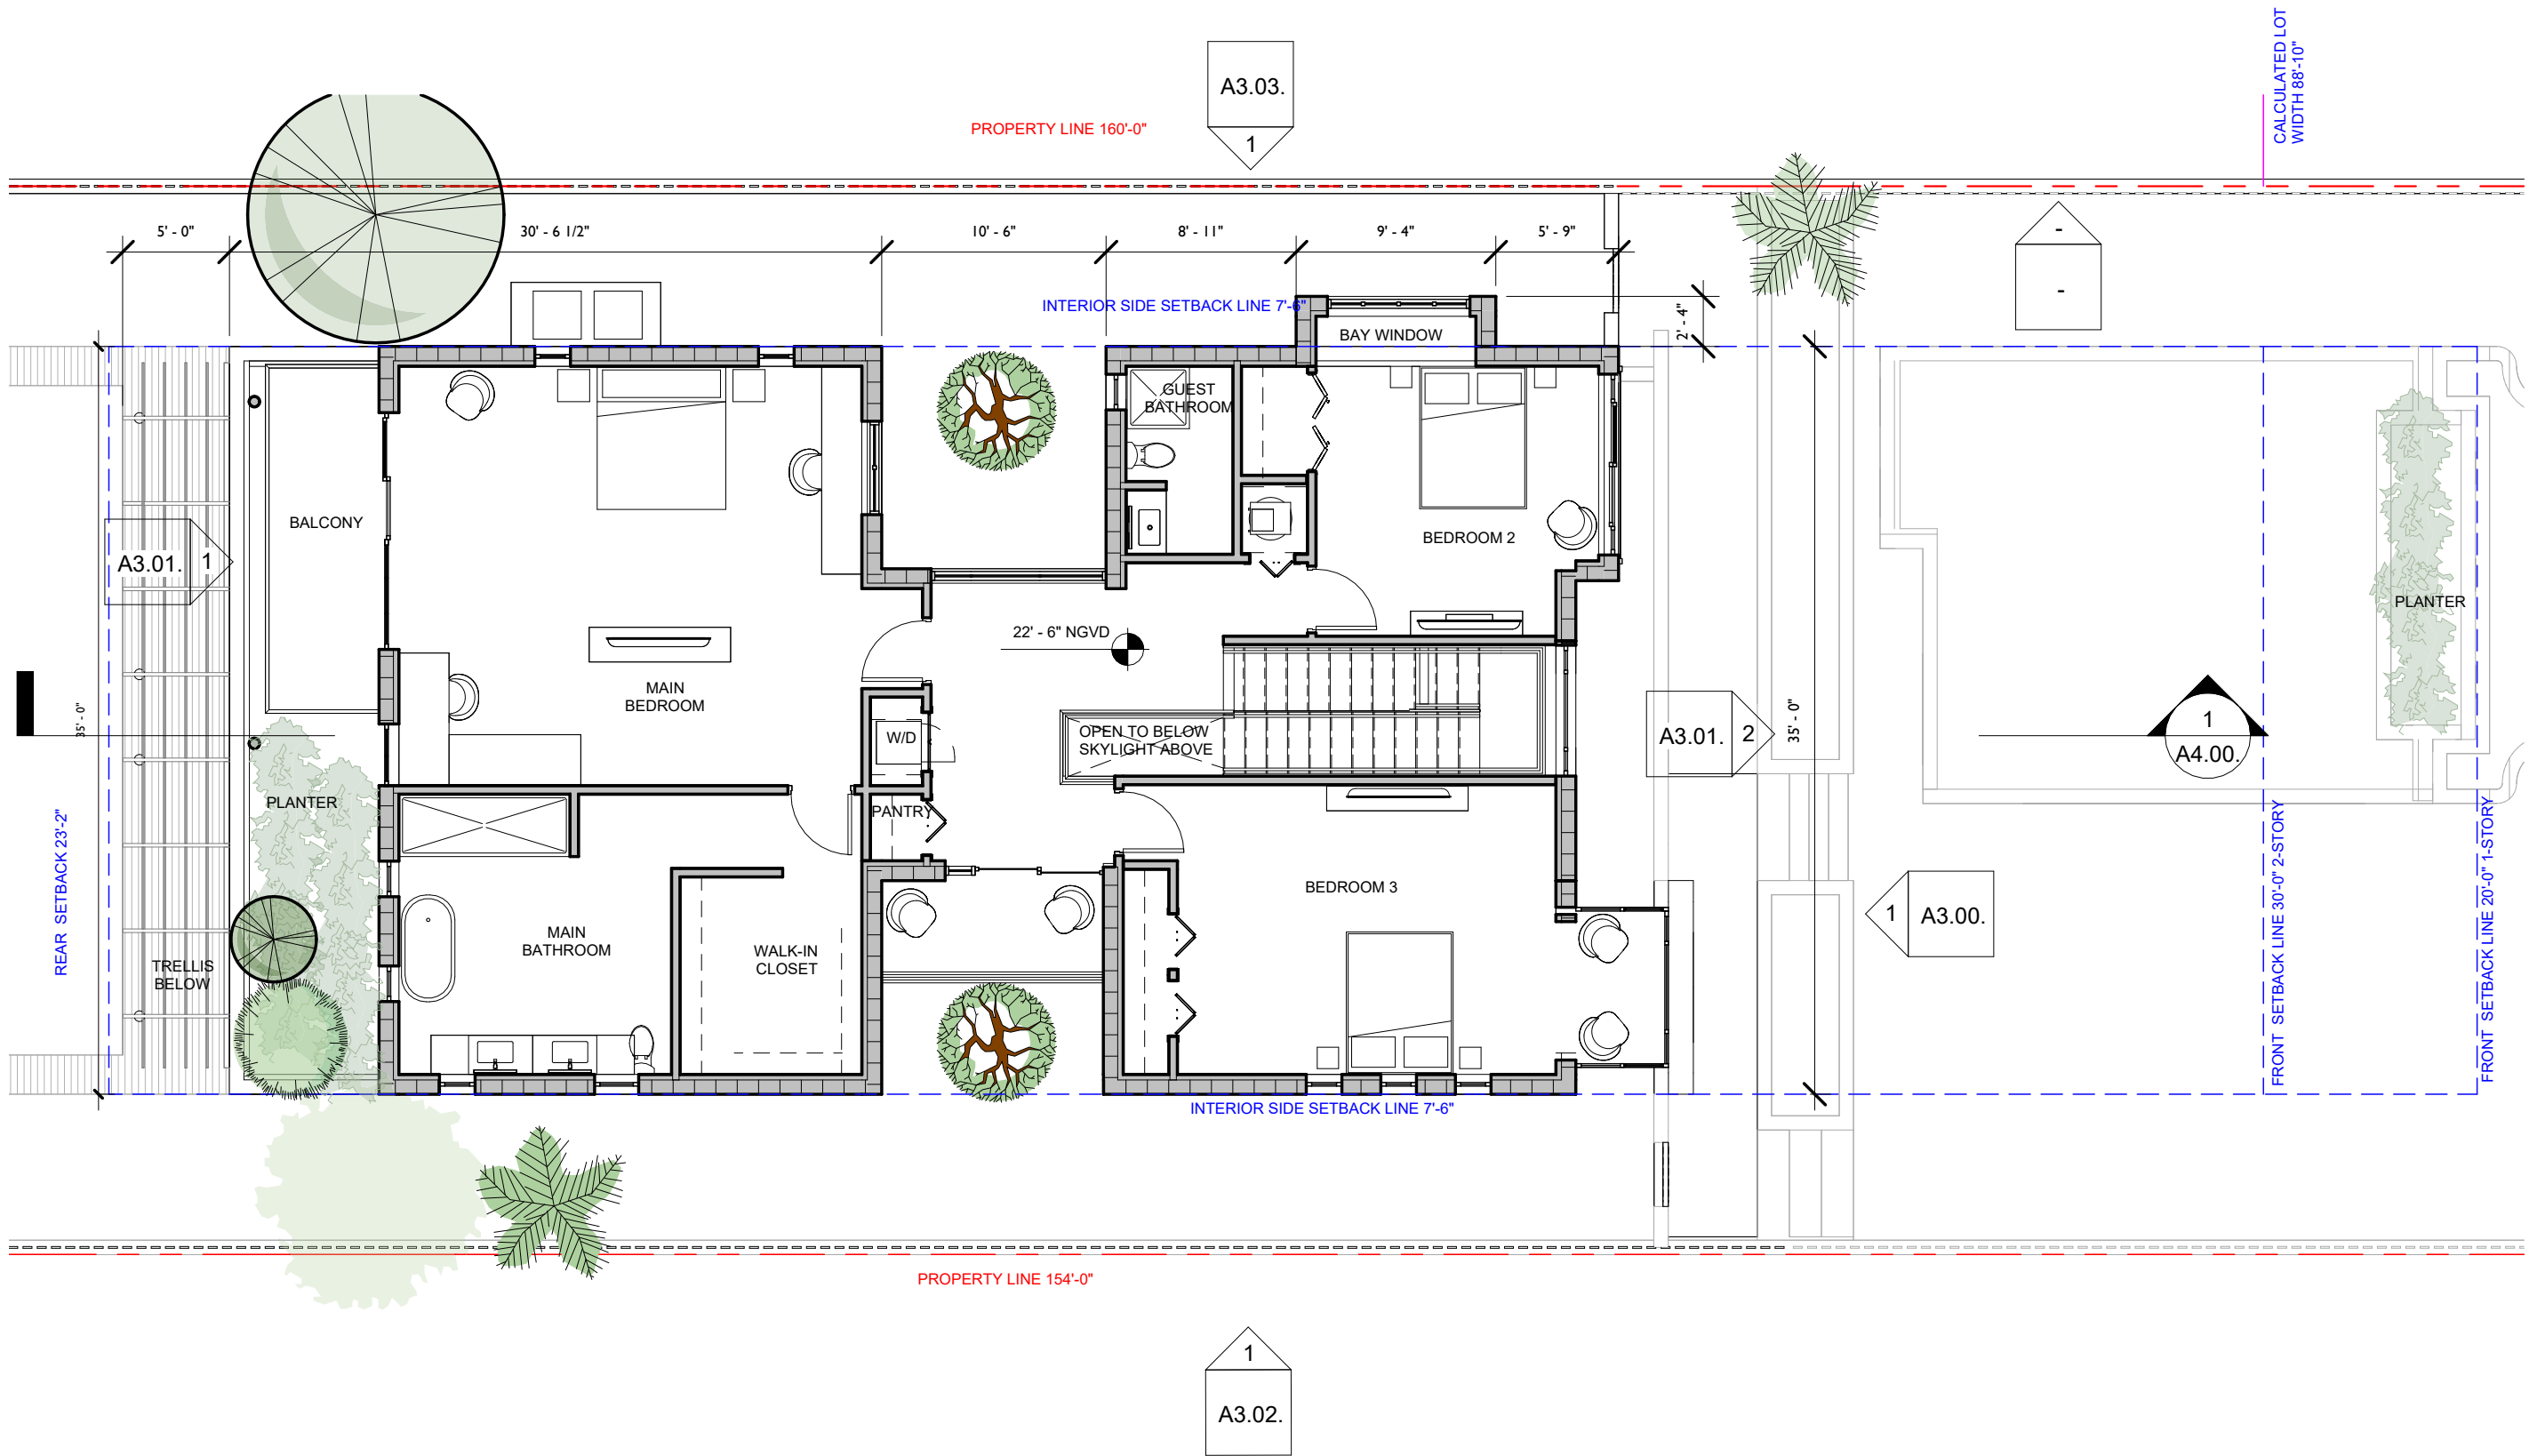 CALCULATED LOT
WIDTH 88'-10"
A3.03.
1
PROPERTY LINE 160'-0"
5' - 0"
30' - 6 1/2"
10' - 6"
8' - 11"
9' - 4"
5' - 9"
-
-
INTERIOR SIDE SETBACK LINE 7'-6"
2' - 4"
BAY WINDOW
GUEST
BATHROOM
BALCONY
BEDROOM 2
A3.01.
1
PLANTER
22' - 6" NGVD
MAIN
BEDROOM
35' - 0"
W/D
OPEN TO BELOW
SKYLIGHT ABOVE
A3.01.
2
35' - 0"
1
A4.00.
PLANTER
PANTRY
REAR SETBACK 23'-2"
FRONT SETBACK LINE 30'-0" 2-STORY
FRONT SETBACK LINE 20'-0" 1-STORY
BEDROOM 3
1
A3.00.
MAIN
BATHROOM
WALK-IN
CLOSET
TRELLIS
BELOW
INTERIOR SIDE SETBACK LINE 7'-6"
PROPERTY LINE 154'-0"
1
A3.02.